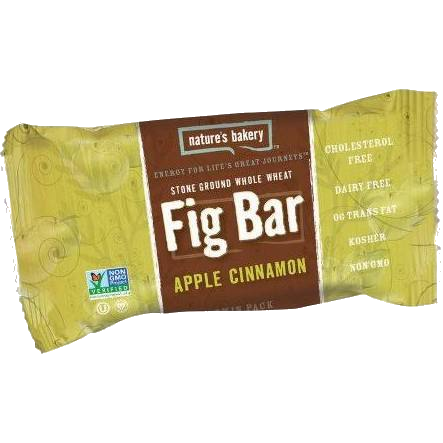 nature's bakery
ENERGY FOR LIFE'S GREAT JOURNEYS™
STONE GROUND WHOLE WHEAT
Fig Bar
APPLE CINNAMON
PACK
CHOLESTEROL
FREE
DAIRY FREE
0G TRANS FAT
KOSHER
NON GMO
NON
GMO
Project
VERIFIED
U